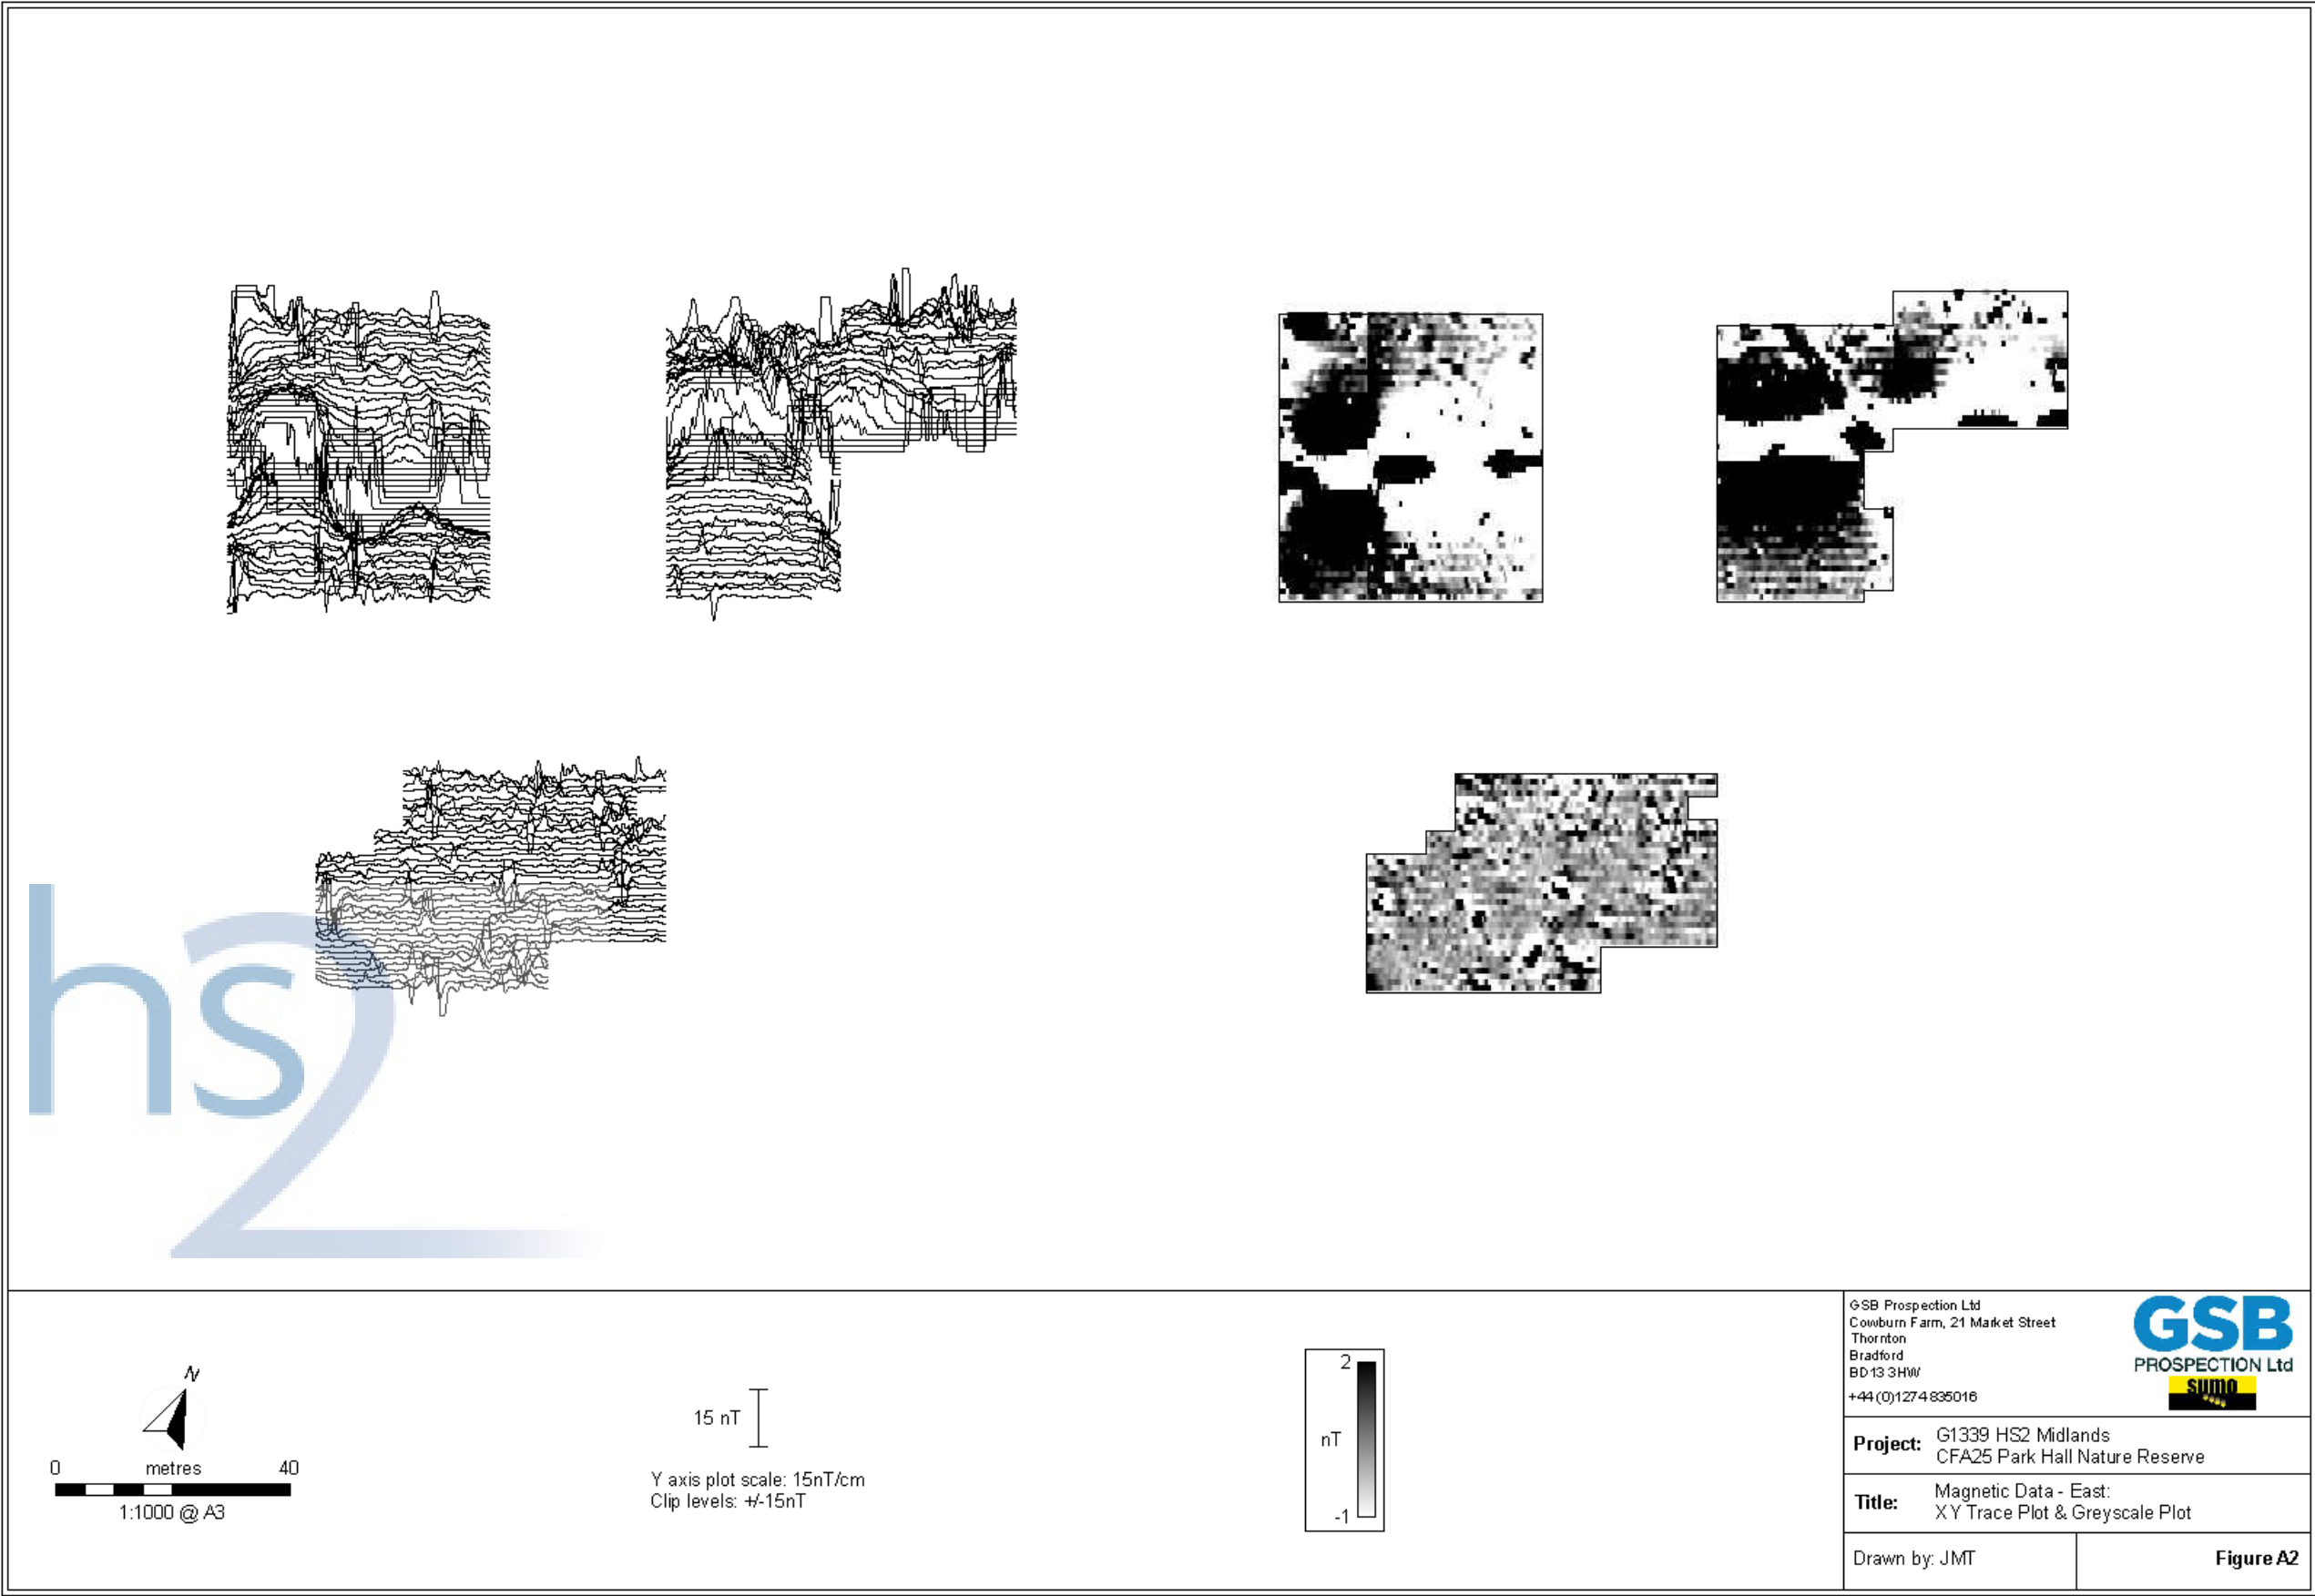 hs2
N
0 metres 40
1:1000 @ A3
15 nT
Y axis plot scale: 15nT/cm
Clip levels: +/-15nT
2
nT
-1
GSB Prospection Ltd
Cowburn Farm, 21 Market Street
Thornton
Bradford
BD13 3HW
+44 (0)1274 835016
GSB
PROSPECTION Ltd
sumo
Project: G1339 HS2 Midlands
CFA25 Park Hall Nature Reserve
Title: Magnetic Data - East:
XY Trace Plot & Greyscale Plot
Drawn by: JMT
Figure A2